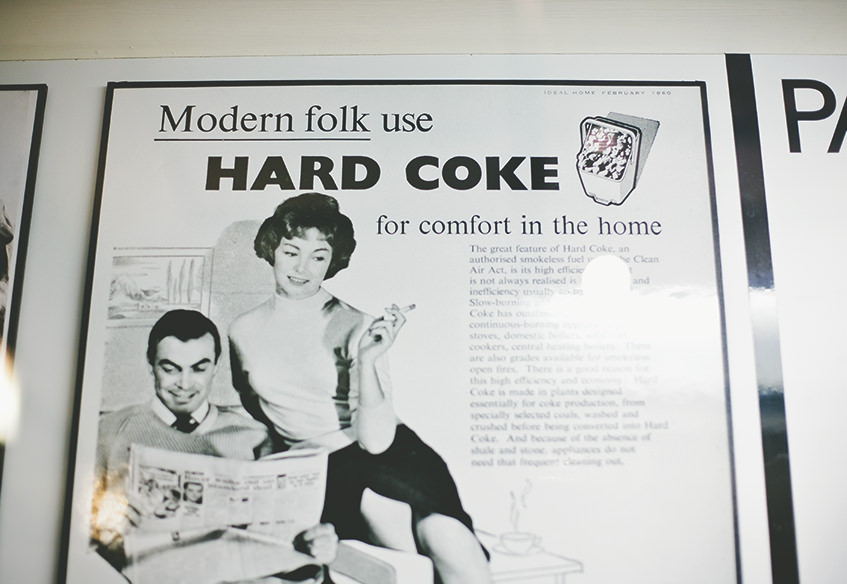 IDEAL HOME FEBRUARY 1960
Modern folk use
HARD COKE
for comfort in the home
The great feature of Hard Coke, an
authorised smokeless fuel the Clean
Air Act, is its high
is not always realised is and
inefficiency usually
Slow-burning
Coke has
continuous-burning
stoves, domestic
cookers, central heating There
are also grades available for smokeless
open fires. There is a good reason for
this high efficiency and economy. Hard
Coke is made in plants designed
essentially for coke production, from
specially selected coals, washed and
crushed before being converted into Hard
Coke. And because of the absence of
shale and stone, appliances do not
need that frequent cleaning out.
PA